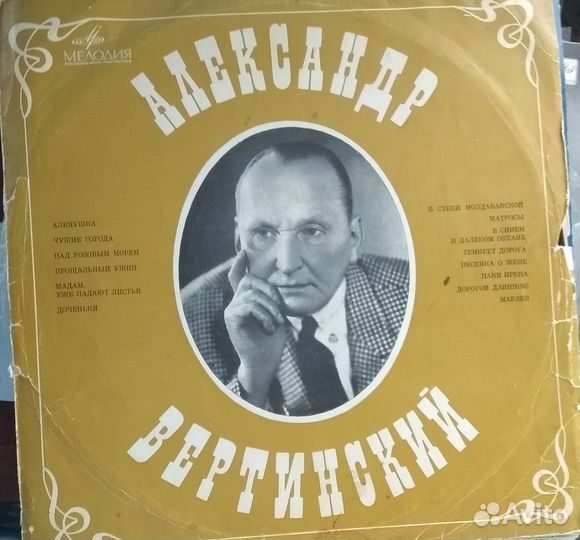 МЕЛОДИЯ
АЛЕКСАНДР
АЛЕНУШКА
ЧУЖИЕ ГОРОДА
НАД РОЗОВЫМ МОРЕМ
ПРОЩАЛЬНЫЙ УЖИН
МАДАМ,
УЖЕ ПАДАЮТ ЛИСТЬЯ
ДОЧЕНЬКИ
В СТЕПИ МОЛДАВАНСКОЙ
МАТРОСЫ
В СИНЕМ
И ДАЛЕКОМ ОКЕАНЕ
ТЕМНЕЕТ ДОРОГА
ПЕСЕНКА О ЖЕНЕ
ПАНИ ИРЕНА
ДОРОГОЙ ДЛИННОЮ
МАРЛЕН
ВЕРТИНСКИЙ
Avito